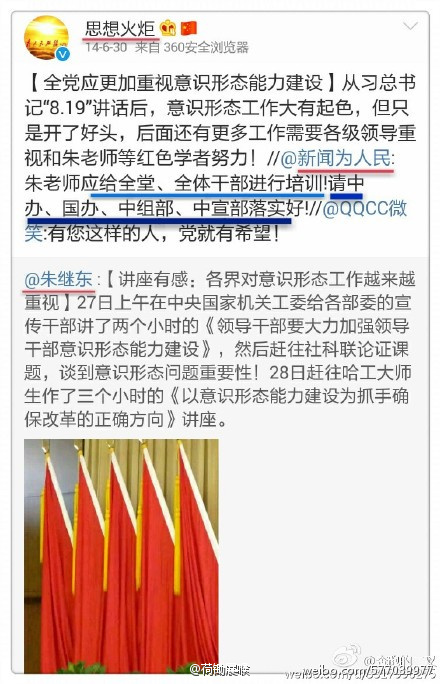 思想火炬
14-6-30 来自 360安全浏览器
【全党应更加重视意识形态能力建设】从习总书
记“8.19”讲话后，意识形态工作大有起色，但只
是开了好头，后面还有更多工作需要各级领导重
视和朱老师等红色学者努力！//@新闻为人民:
朱老师应给全堂、全体干部进行培训!请中
办、国办、中组部、中宣部落实好!//@QQCC微
笑:有您这样的人，党就有希望！
@朱继东:【讲座有感：各界对意识形态工作越来越
重视】27日上午在中央国家机关工委给各部委的宣
传干部讲了两个小时的《领导干部要大力加强领导
干部意识形态能力建设》，然后赶往社科联论证课
题，谈到意识形态问题重要性！28日赶往哈工大师
生作了三个小时的《以意识形态能力建设为抓手确
保改革的正确方向》讲座。
weibo.com/577039977